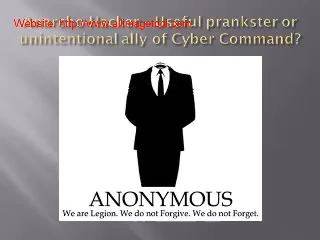 Useful prankster or
unintentional ally of Cyber Command?
ANONYMOUS
We are Legion. We do not Forgive. We do not Forget.